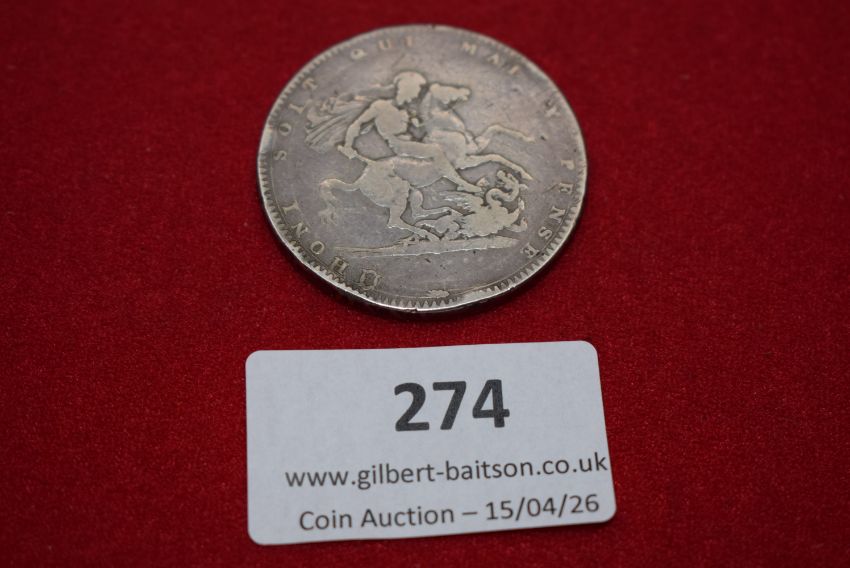 HONI SOIT QUI MAL Y PENSE
274
www.gilbert-baitson.co.uk
Coin Auction – 15/04/26